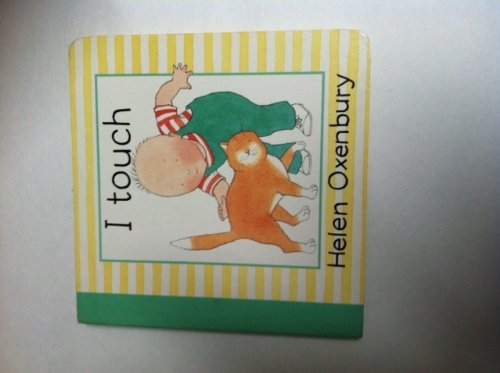 I touch
Helen Oxenbury